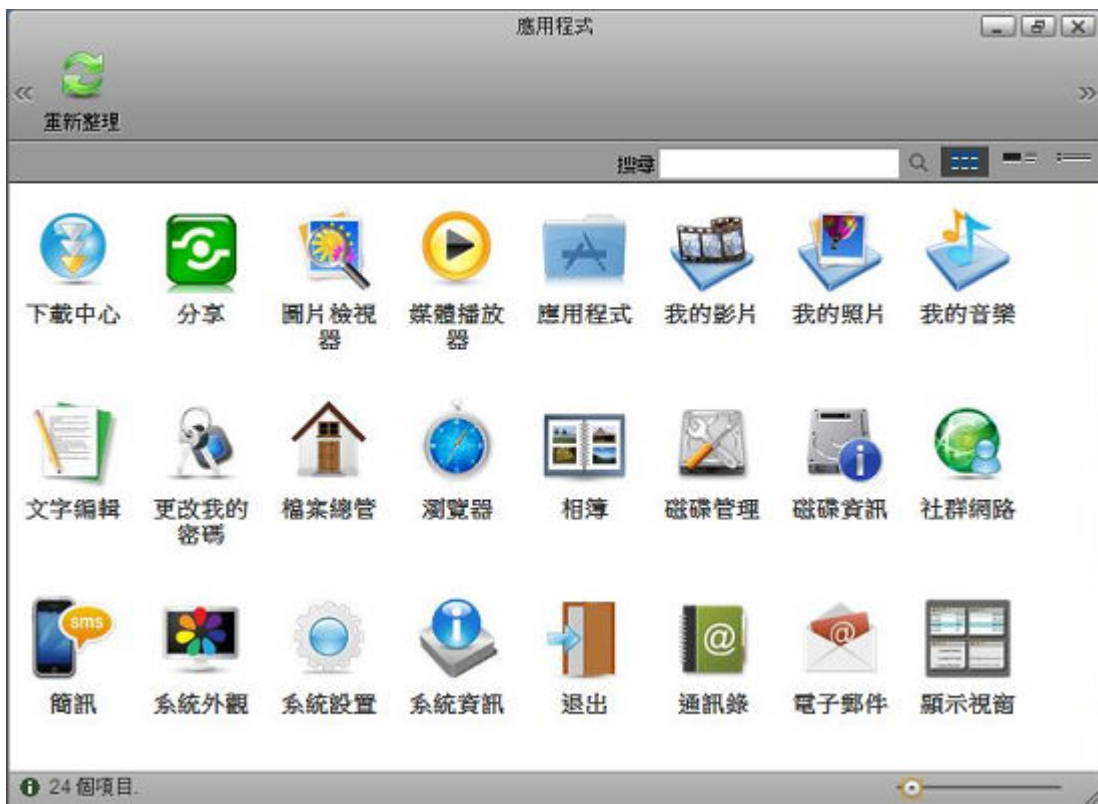 應用程式
重新整理
搜尋
下載中心 分享 圖片檢視器 媒體播放器 應用程式 我的影片 我的照片 我的音樂
文字編輯 更改我的密碼 檔案總管 瀏覽器 相簿 磁碟管理 磁碟資訊 社群網路
sms
簡訊 系統外觀 系統設置 系統資訊 退出 通訊錄 電子郵件 顯示視窗
24 個項目.